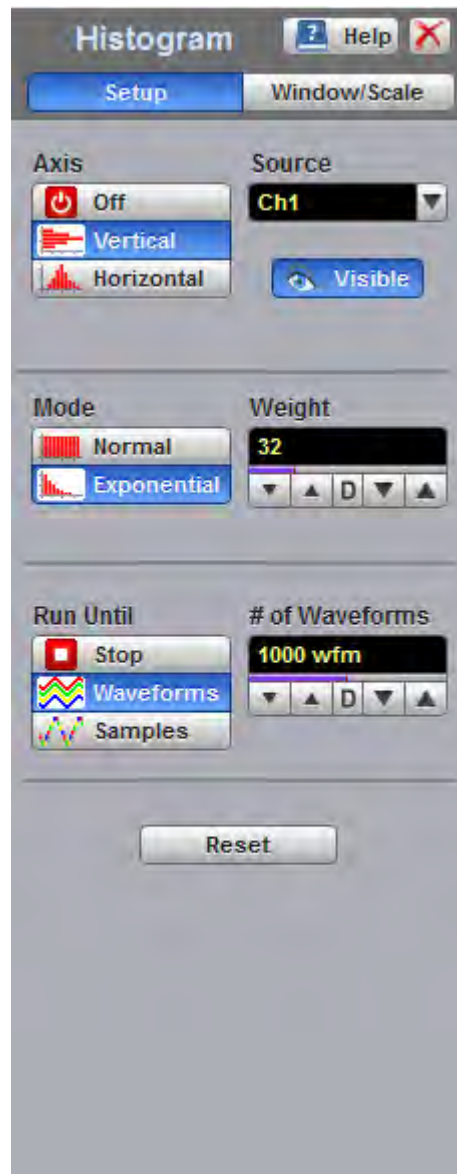 Histogram
? Help
Setup Window/Scale
Axis Source
Off Ch1
Vertical
Horizontal Visible
Mode Weight
Normal 32
Exponential D
Run Until # of Waveforms
Stop 1000 wfm
Waveforms D
Samples
Reset